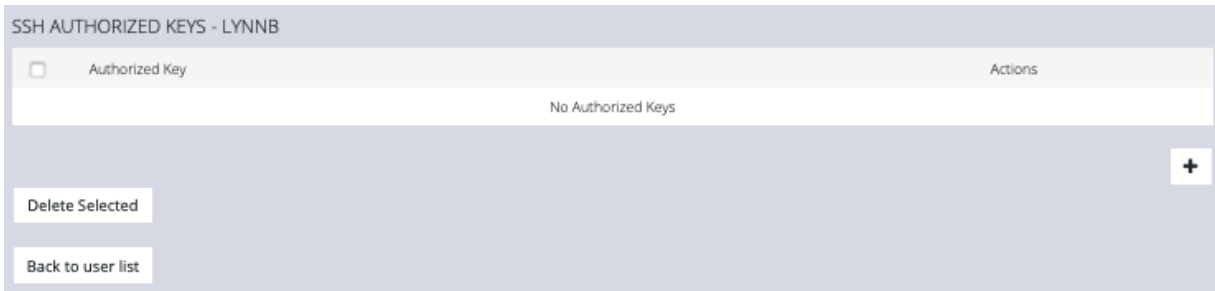 SSH AUTHORIZED KEYS - LYNNB
Authorized Key Actions
No Authorized Keys
+
Delete Selected
Back to user list